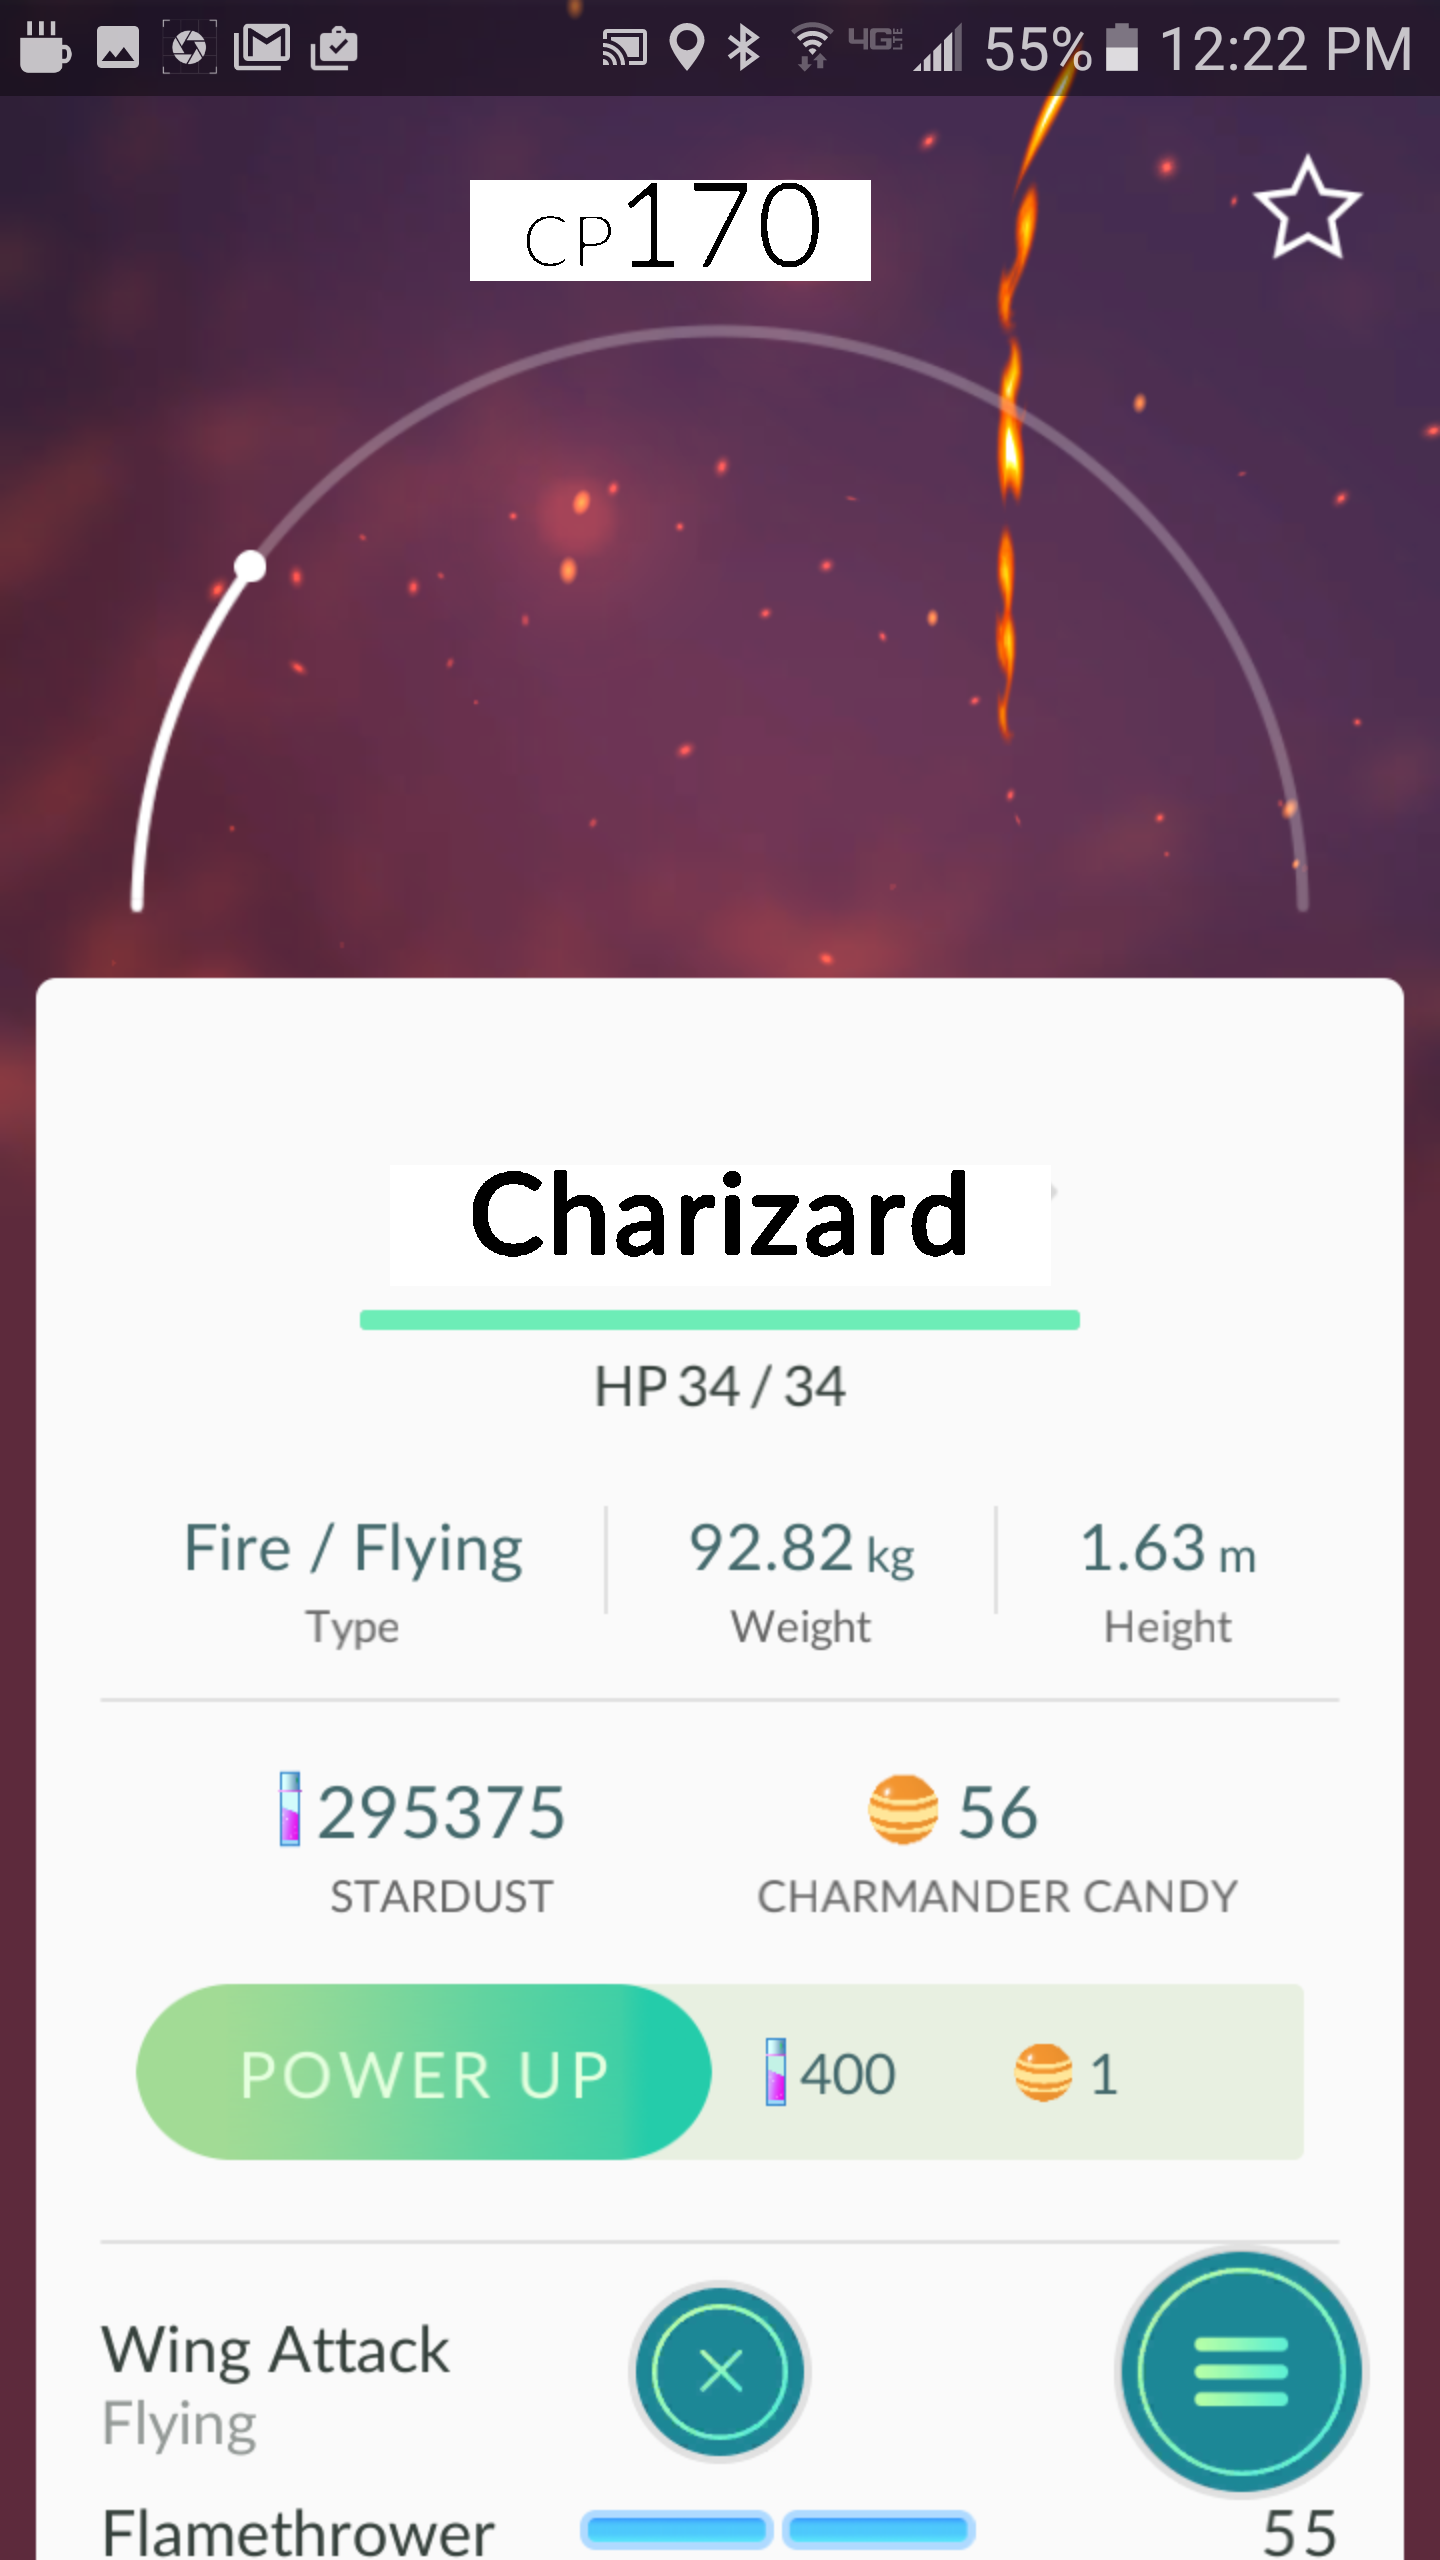 4G LTE 55% 12:22 PM
CP170
Charizard
HP 34 / 34
Fire / Flying 92.82 kg 1.63 m
Type Weight Height
295375 56
STARDUST CHARMANDER CANDY
POWER UP 400 1
Wing Attack
Flying
Flamethrower 55